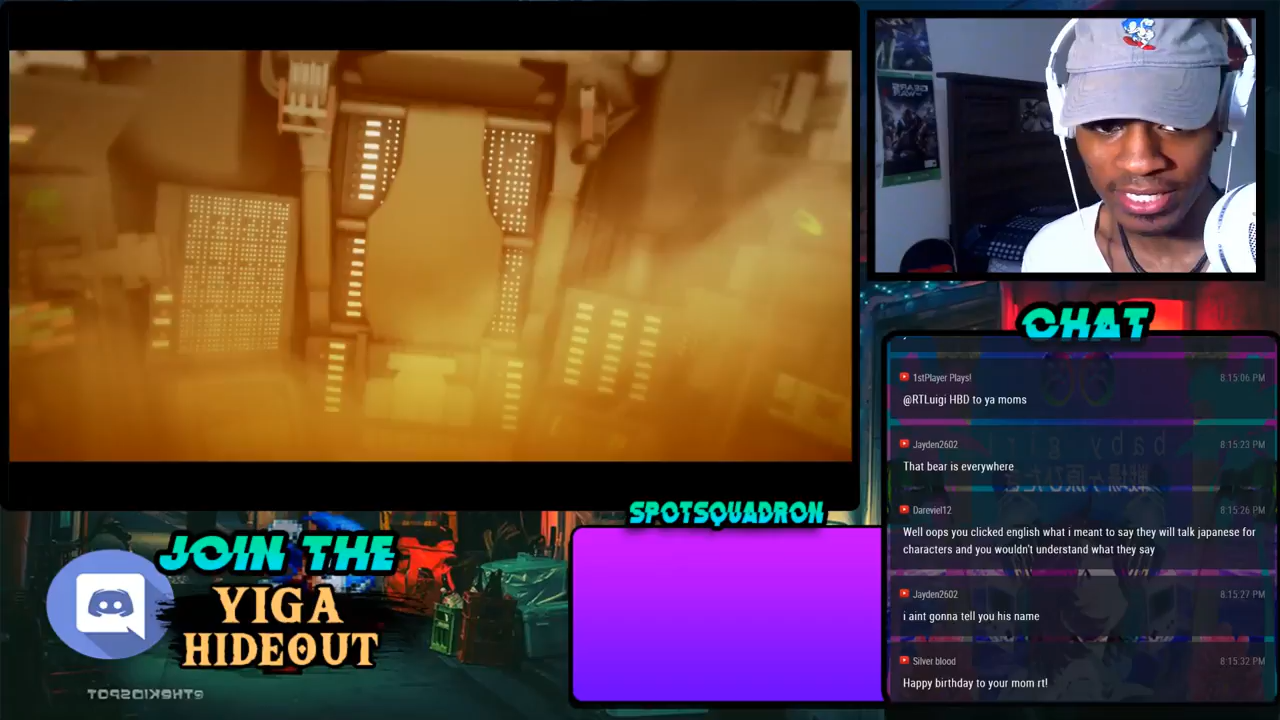 GEARS
CHAT
1stPlayer Plays!
8:15:06 PM
@RTLuigi HBD to ya moms
Jayden2602
8:15:23 PM
That bear is everywhere
baby girl
Dareviel12
8:15:26 PM
Well oops you clicked english what i meant to say they will talk japanese for
characters and you wouldn't understand what they say
Jayden2602
8:15:27 PM
i aint gonna tell you his name
Silver blood
8:15:32 PM
Happy birthday to your mom rt!
SPOTSQUADRON
JOIN THE
YIGA
HIDEOUT
@THEKIDSPOT